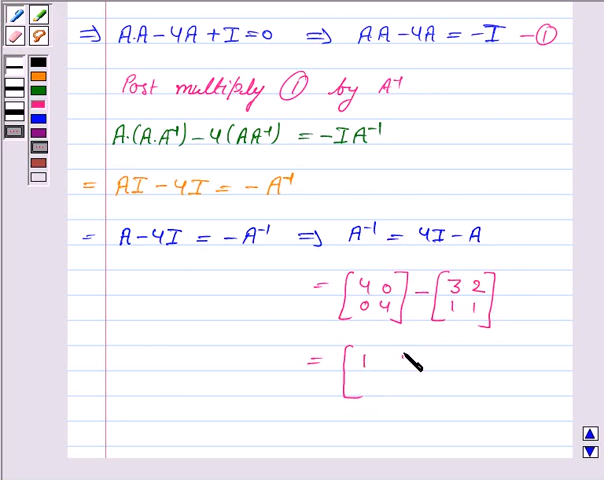 ⇒ A.A - 4A + I = 0 ⇒ AA - 4A = -I - ①
Post multiply ① by A⁻¹
A.(A.A⁻¹) - 4(AA⁻¹) = -IA⁻¹
= AI - 4I = - A⁻¹
= A - 4I = - A⁻¹ ⇒ A⁻¹ = 4I - A
= [4 0] - [3 2]
[0 4] [1 1]
= [1